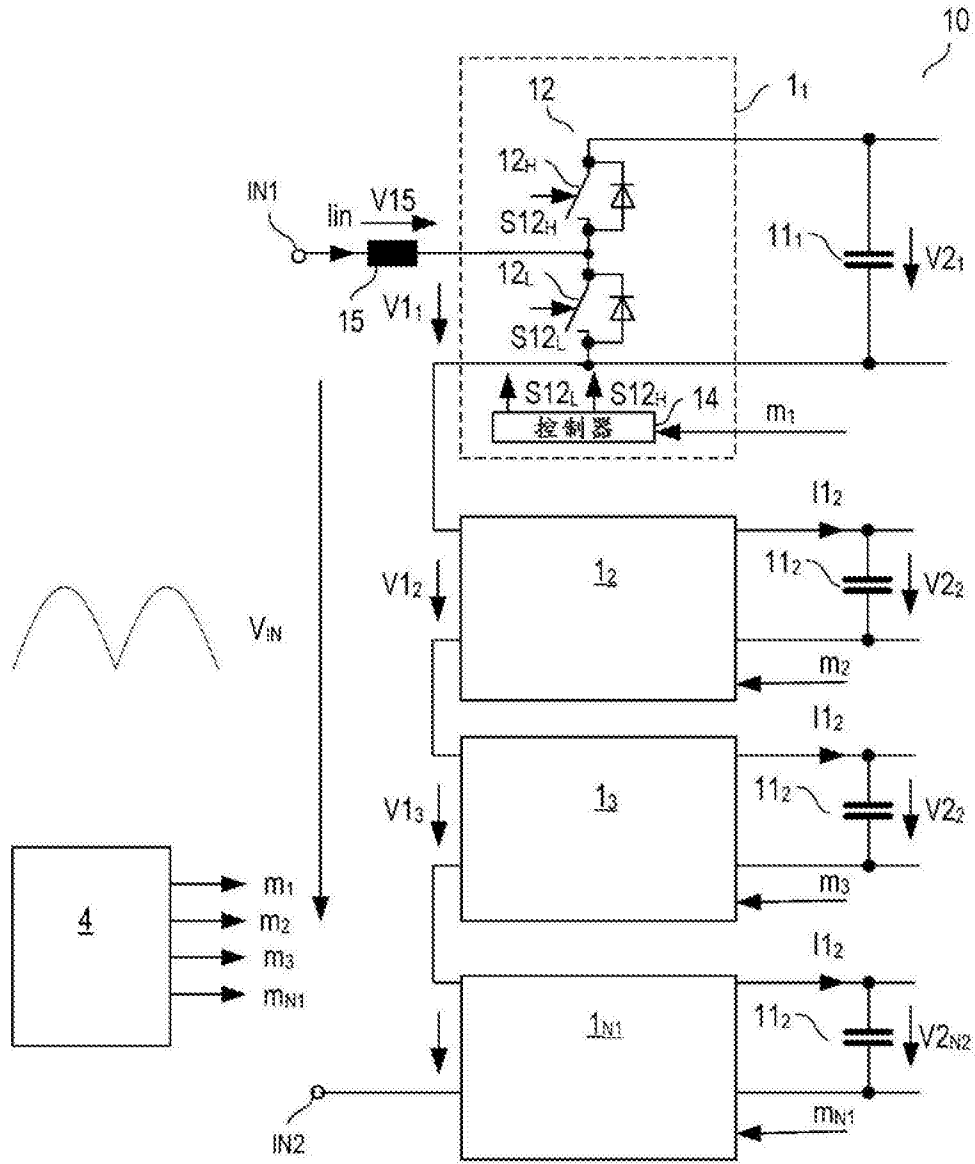 10
1₁
12
12H
IN1
Iin
V15
S12H
11₁
V2₁
15
12L
V1₁
S12L
S12L
S12H
14
控制器
m₁
I1₂
1₂
11₂
V1₂
V2₂
VIN
m₂
I1₂
1₃
11₂
V1₃
V2₂
m₃
4
m₁
m₂
m₃
mN1
I1₂
1N1
11₂
V2N2
IN2
mN1